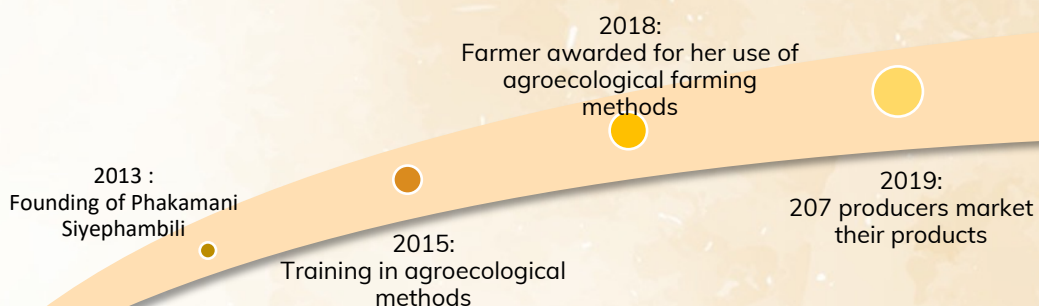 2013 :
Founding of Phakamani
Siyephambili
2015:
Training in agroecological
methods
2018:
Farmer awarded for her use of
agroecological farming
methods
2019:
207 producers market
their products